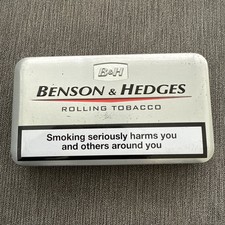 B&H
BENSON & HEDGES
ROLLING TOBACCO
Smoking seriously harms you
and others around you